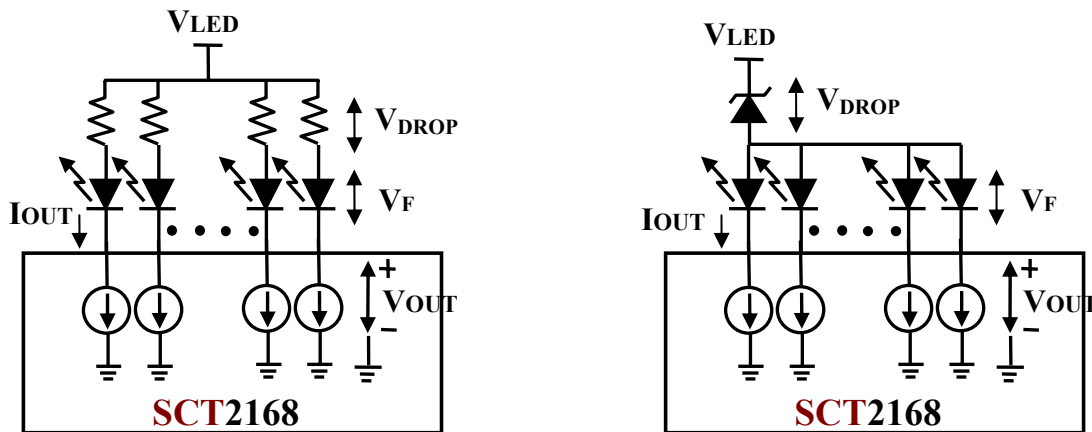 VLED
VDROP
VF
IOUT
+
VOUT
–
SCT2168
VLED
VDROP
VF
IOUT
+
VOUT
–
SCT2168